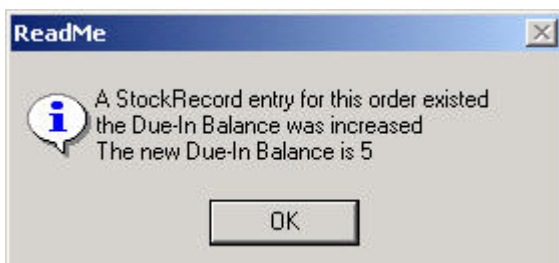 ReadMe
A StockRecord entry for this order existed
the Due-In Balance was increased
The new Due-In Balance is 5
OK